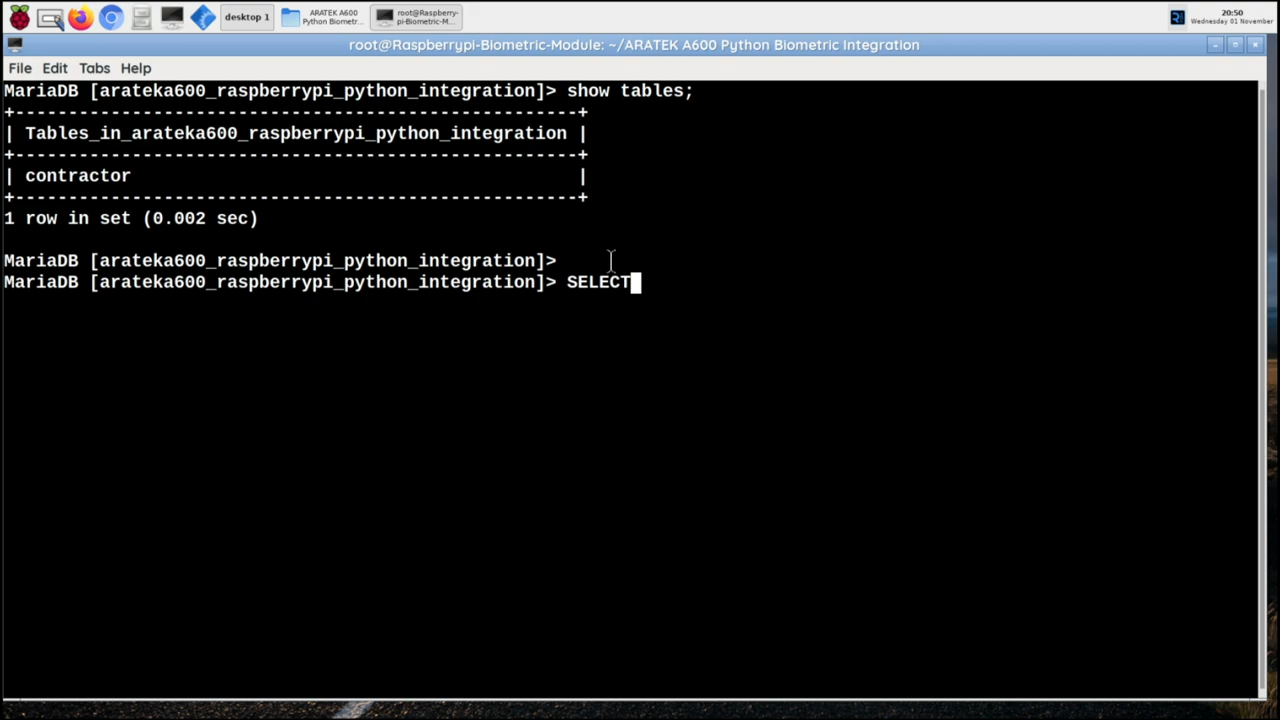 desktop 1
ARATEK A600
Python Biometr...
root@Raspberry-
pi-Biometric-M...
20:50
Wednesday 01 November
root@Raspberrypi-Biometric-Module: ~/ARATEK A600 Python Biometric Integration
File Edit Tabs Help
MariaDB [arateka600_raspberrypi_python_integration]> show tables;
+-----------------------------------------------------+
| Tables_in_arateka600_raspberrypi_python_integration |
+-----------------------------------------------------+
| contractor                                          |
+-----------------------------------------------------+
1 row in set (0.002 sec)
MariaDB [arateka600_raspberrypi_python_integration]>
MariaDB [arateka600_raspberrypi_python_integration]> SELECT